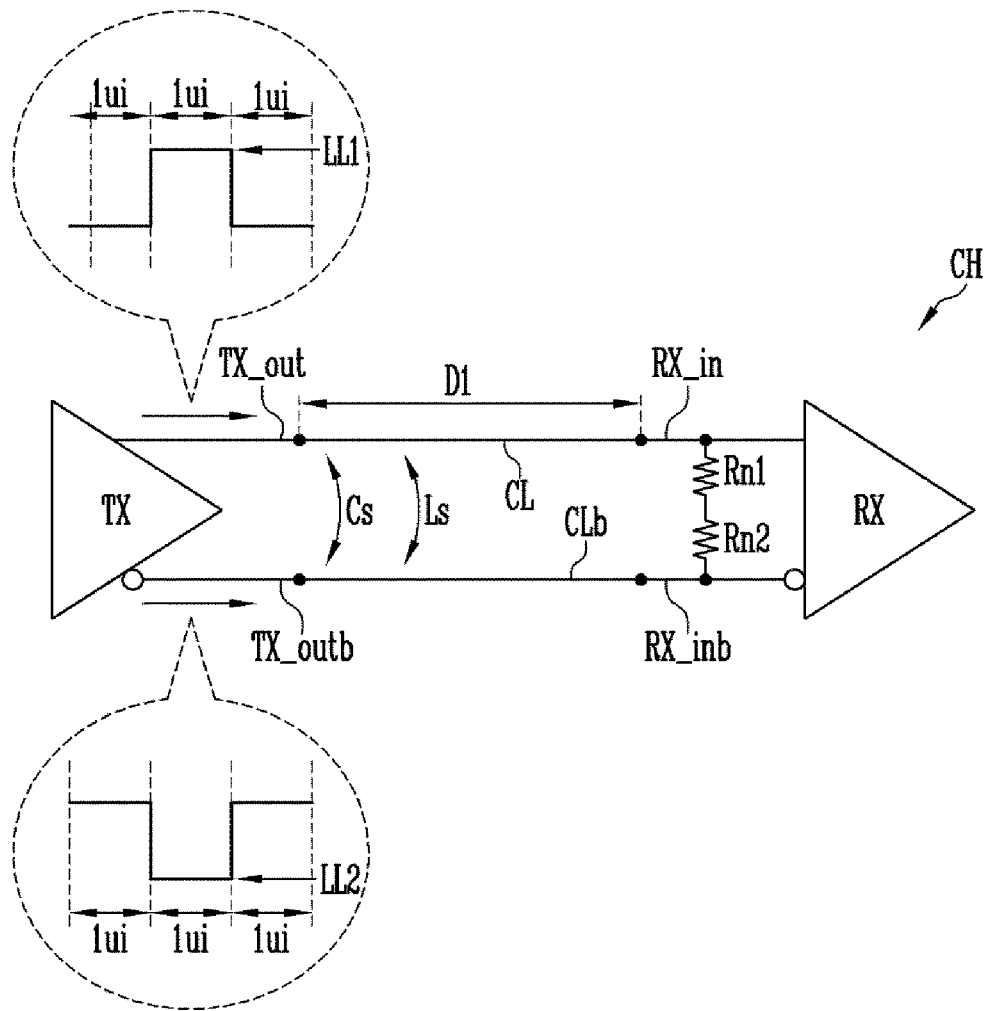 1ui 1ui 1ui
LL1
CH
TX_out D1 RX_in
TX Cs Ls CL Rn1 RX
CLb Rn2
TX_outb RX_inb
LL2
1ui 1ui 1ui